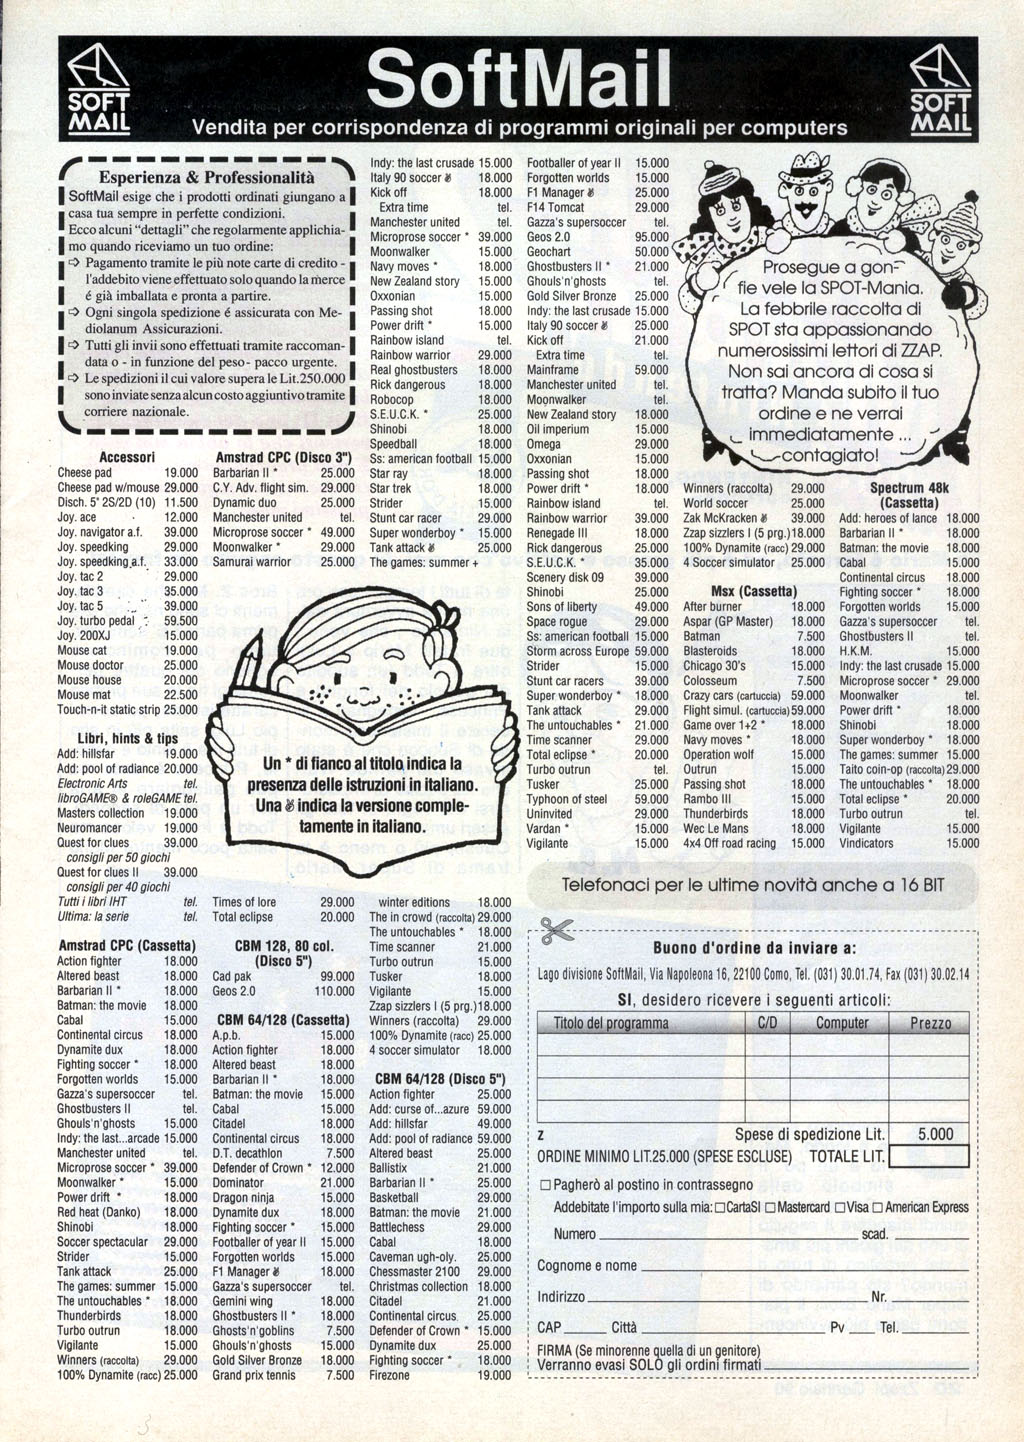 SOFT
MAIL
SoftMail
Vendita per corrispondenza di programmi originali per computers
SOFT
MAIL
Esperienza & Professionalità
SoftMail esige che i prodotti ordinati giungano a
casa tua sempre in perfette condizioni.
Ecco alcuni "dettagli" che regolarmente applichia-
mo quando riceviamo un tuo ordine:
➪ Pagamento tramite le più note carte di credito -
l'addebito viene effettuato solo quando la merce
é già imballata e pronta a partire.
➪ Ogni singola spedizione é assicurata con Me-
diolanum Assicurazioni.
➪ Tutti gli invii sono effettuati tramite raccoman-
data o - in funzione del peso- pacco urgente.
➪ Le spedizioni il cui valore supera le Lit.250.000
sono inviate senza alcun costo aggiuntivo tramite
corriere nazionale.
Accessori
Cheese pad 19.000
Cheese pad w/mouse 29.000
Disch. 5" 2S/2D (10) 11.500
Joy. ace 12.000
Joy. navigator a.f. 39.000
Joy. speedking 29.000
Joy. speedking a.f. 33.000
Joy. tac 2 29.000
Joy. tac 3 35.000
Joy. tac 5 39.000
Joy. turbo pedal 59.500
Joy. 200XJ 15.000
Mouse cat 19.000
Mouse doctor 25.000
Mouse house 20.000
Mouse mat 22.500
Touch-n-it static strip 25.000
Libri, hints & tips
Add: hillsfar 19.000
Add: pool of radiance 20.000
Electronic Arts tel.
libroGAME® & roleGAME tel.
Masters collection 19.000
Neuromancer 19.000
Quest for clues 39.000
consigli per 50 giochi
Quest for clues II 39.000
consigli per 40 giochi
Tutti i libri IHT tel.
Ultima: la serie tel.
Amstrad CPC (Cassetta)
Action fighter 18.000
Altered beast 18.000
Barbarian II * 18.000
Batman: the movie 18.000
Cabal 15.000
Continental circus 18.000
Dynamite dux 18.000
Fighting soccer * 18.000
Forgotten worlds 15.000
Gazza's supersoccer tel.
Ghostbusters II tel.
Ghouls'n'ghosts 15.000
Indy: the last...arcade 15.000
Manchester united tel.
Microprose soccer * 39.000
Moonwalker * 15.000
Power drift * 18.000
Red heat (Danko) 18.000
Shinobi 18.000
Soccer spectacular 29.000
Strider 15.000
Tank attack 25.000
The games: summer 15.000
The untouchables * 18.000
Thunderbirds 18.000
Turbo outrun 18.000
Vigilante 15.000
Winners (raccolta) 29.000
100% Dynamite (racc) 25.000
Amstrad CPC (Disco 3")
Barbarian II * 25.000
C.Y. Adv. flight sim. 29.000
Dynamic duo 25.000
Manchester united tel.
Microprose soccer * 49.000
Moonwalker * 29.000
Samurai warrior 25.000
Un * di fianco al titolo indica la
presenza delle istruzioni in italiano.
Una ✌ indica la versione comple-
tamente in italiano.
Times of lore 29.000
Total eclipse 20.000
CBM 128, 80 col.
(Disco 5")
Cad pak 99.000
Geos 2.0 110.000
CBM 64/128 (Cassetta)
A.p.b. 15.000
Action fighter 18.000
Altered beast 18.000
Barbarian II * 18.000
Batman: the movie 15.000
Cabal 15.000
Citadel 18.000
Continental circus 18.000
D.T. decathlon 7.500
Defender of Crown * 12.000
Dominator 21.000
Dragon ninja 15.000
Dynamite dux 18.000
Fighting soccer * 15.000
Footballer of year II 15.000
Forgotten worlds 15.000
F1 Manager ✌ 18.000
Gazza's supersoccer tel.
Gemini wing 18.000
Ghostbusters II * 18.000
Ghosts'n'goblins 7.500
Ghouls'n'ghosts 15.000
Gold Silver Bronze 18.000
Grand prix tennis 7.500
Indy: the last crusade 15.000
Italy 90 soccer ✌ 18.000
Kick off 18.000
Extra time tel.
Manchester united tel.
Microprose soccer * 39.000
Moonwalker 15.000
Navy moves * 18.000
New Zealand story 15.000
Oxxonian 15.000
Passing shot 18.000
Power drift * 15.000
Rainbow island tel.
Rainbow warrior 29.000
Real ghostbusters 18.000
Rick dangerous 18.000
Robocop 18.000
S.E.U.C.K. * 25.000
Shinobi 18.000
Speedball 18.000
Ss: american football 15.000
Star ray 18.000
Star trek 18.000
Strider 15.000
Stunt car racer 29.000
Super wonderboy * 15.000
Tank attack ✌ 25.000
The games: summer +
winter editions 18.000
The in crowd (raccolta) 29.000
The untouchables * 18.000
Time scanner 21.000
Turbo outrun 15.000
Tusker 18.000
Vigilante 15.000
Zzap sizzlers I (5 prg.) 18.000
Winners (raccolta) 29.000
100% Dynamite (racc) 25.000
4 soccer simulator 18.000
CBM 64/128 (Disco 5")
Action fighter 25.000
Add: curse of...azure 59.000
Add: hillsfar 49.000
Add: pool of radiance 59.000
Altered beast 25.000
Ballistix 21.000
Barbarian II * 25.000
Basketball 29.000
Batman: the movie 21.000
Battlechess 29.000
Cabal 18.000
Caveman ugh-oly. 25.000
Chessmaster 2100 29.000
Christmas collection 18.000
Citadel 21.000
Continental circus 25.000
Defender of Crown * 15.000
Dynamite dux 25.000
Fighting soccer * 18.000
Firezone 19.000
Footballer of year II 15.000
Forgotten worlds 15.000
F1 Manager ✌ 25.000
F14 Tomcat 29.000
Gazza's supersoccer tel.
Geos 2.0 95.000
Geochart 50.000
Ghostbusters II * 21.000
Ghouls'n'ghosts tel.
Gold Silver Bronze 25.000
Indy: the last crusade 15.000
Italy 90 soccer ✌ 25.000
Kick off 21.000
Extra time tel.
Mainframe 59.000
Manchester united tel.
Moonwalker tel.
New Zealand story 18.000
Oil imperium 15.000
Omega 29.000
Oxxonian 15.000
Passing shot 18.000
Power drift * 18.000
Rainbow island tel.
Rainbow warrior 39.000
Renegade III 18.000
Rick dangerous 25.000
S.E.U.C.K. * 35.000
Scenery disk 09 39.000
Shinobi 25.000
Sons of liberty 49.000
Space rogue 29.000
Ss: american football 15.000
Storm across Europe 59.000
Strider 15.000
Stunt car racers 39.000
Super wonderboy * 18.000
Tank attack 29.000
The untouchables * 21.000
Time scanner 29.000
Total eclipse * 20.000
Turbo outrun tel.
Tusker 25.000
Typhoon of steel 59.000
Uninvited 29.000
Vardan * 15.000
Vigilante 15.000
Prosegue a gon-
fie vele la SPOT-Mania.
La febbrile raccolta di
SPOT sta appassionando
numerosissimi lettori di ZZAP.
Non sai ancora di cosa si
tratta? Manda subito il tuo
ordine e ne verrai
immediatamente ...
contagiato!
Winners (raccolta) 29.000
World soccer 25.000
Zak McKracken ✌ 39.000
Zzap sizzlers I (5 prg.) 18.000
100% Dynamite (racc) 29.000
4 Soccer simulator 25.000
Msx (Cassetta)
After burner 18.000
Aspar (GP Master) 18.000
Batman 7.500
Blasteroids 18.000
Chicago 30's 15.000
Colosseum 7.500
Crazy cars (cartuccia) 59.000
Flight simul. (cartuccia) 59.000
Game over 1+2 * 18.000
Navy moves * 18.000
Operation wolf 15.000
Outrun 15.000
Passing shot 18.000
Rambo III 15.000
Thunderbirds 18.000
Wec Le Mans 18.000
4x4 Off road racing 15.000
Spectrum 48k
(Cassetta)
Add: heroes of lance 18.000
Barbarian II * 18.000
Batman: the movie 18.000
Cabal 15.000
Continental circus 18.000
Fighting soccer * 18.000
Forgotten worlds 15.000
Gazza's supersoccer tel.
Ghostbusters II tel.
H.K.M. 15.000
Indy: the last crusade 15.000
Microprose soccer * 29.000
Moonwalker tel.
Power drift * 18.000
Shinobi 18.000
Super wonderboy * 18.000
The games: summer 15.000
Taito coin-op (raccolta) 29.000
The untouchables * 18.000
Total eclipse * 20.000
Turbo outrun tel.
Vigilante 15.000
Vindicators 15.000
Telefonaci per le ultime novità anche a 16 BIT
Buono d'ordine da inviare a:
Lago divisione SoftMail, Via Napoleona 16, 22100 Como, Tel. (031) 30.01.74, Fax (031) 30.02.14
SI, desidero ricevere i seguenti articoli:
Titolo del programma C/D Computer Prezzo
z Spese di spedizione Lit. 5.000
ORDINE MINIMO LIT.25.000 (SPESE ESCLUSE) TOTALE LIT.
Pagherò al postino in contrassegno
Addebitate l'importo sulla mia: CartaSI Mastercard Visa American Express
Numero scad.
Cognome e nome
Indirizzo Nr.
CAP Città Pv Tel.
FIRMA (Se minorenne quella di un genitore)
Verranno evasi SOLO gli ordini firmati